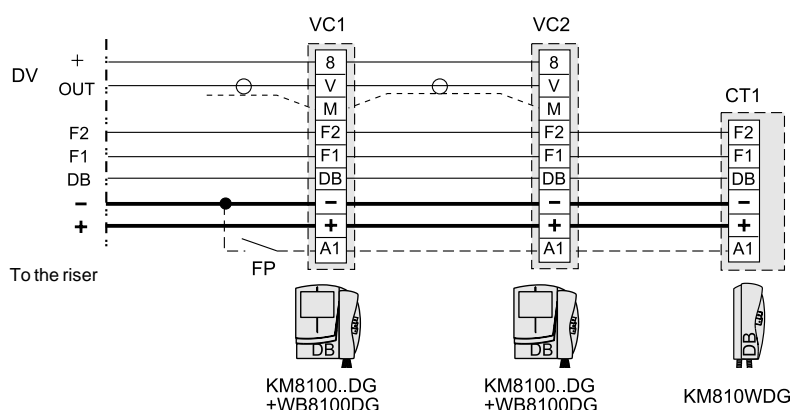 VC1 VC2
+ 8 8
DV
OUT V V
M M
CT1
F2 F2 F2 F2
F1 F1 F1 F1
DB DB DB DB
– – – –
+ + + +
A1 A1 A1
FP
To the riser
DB DB DB
KM8100..DG KM8100..DG KM810WDG
+WB8100DG +WB8100DG